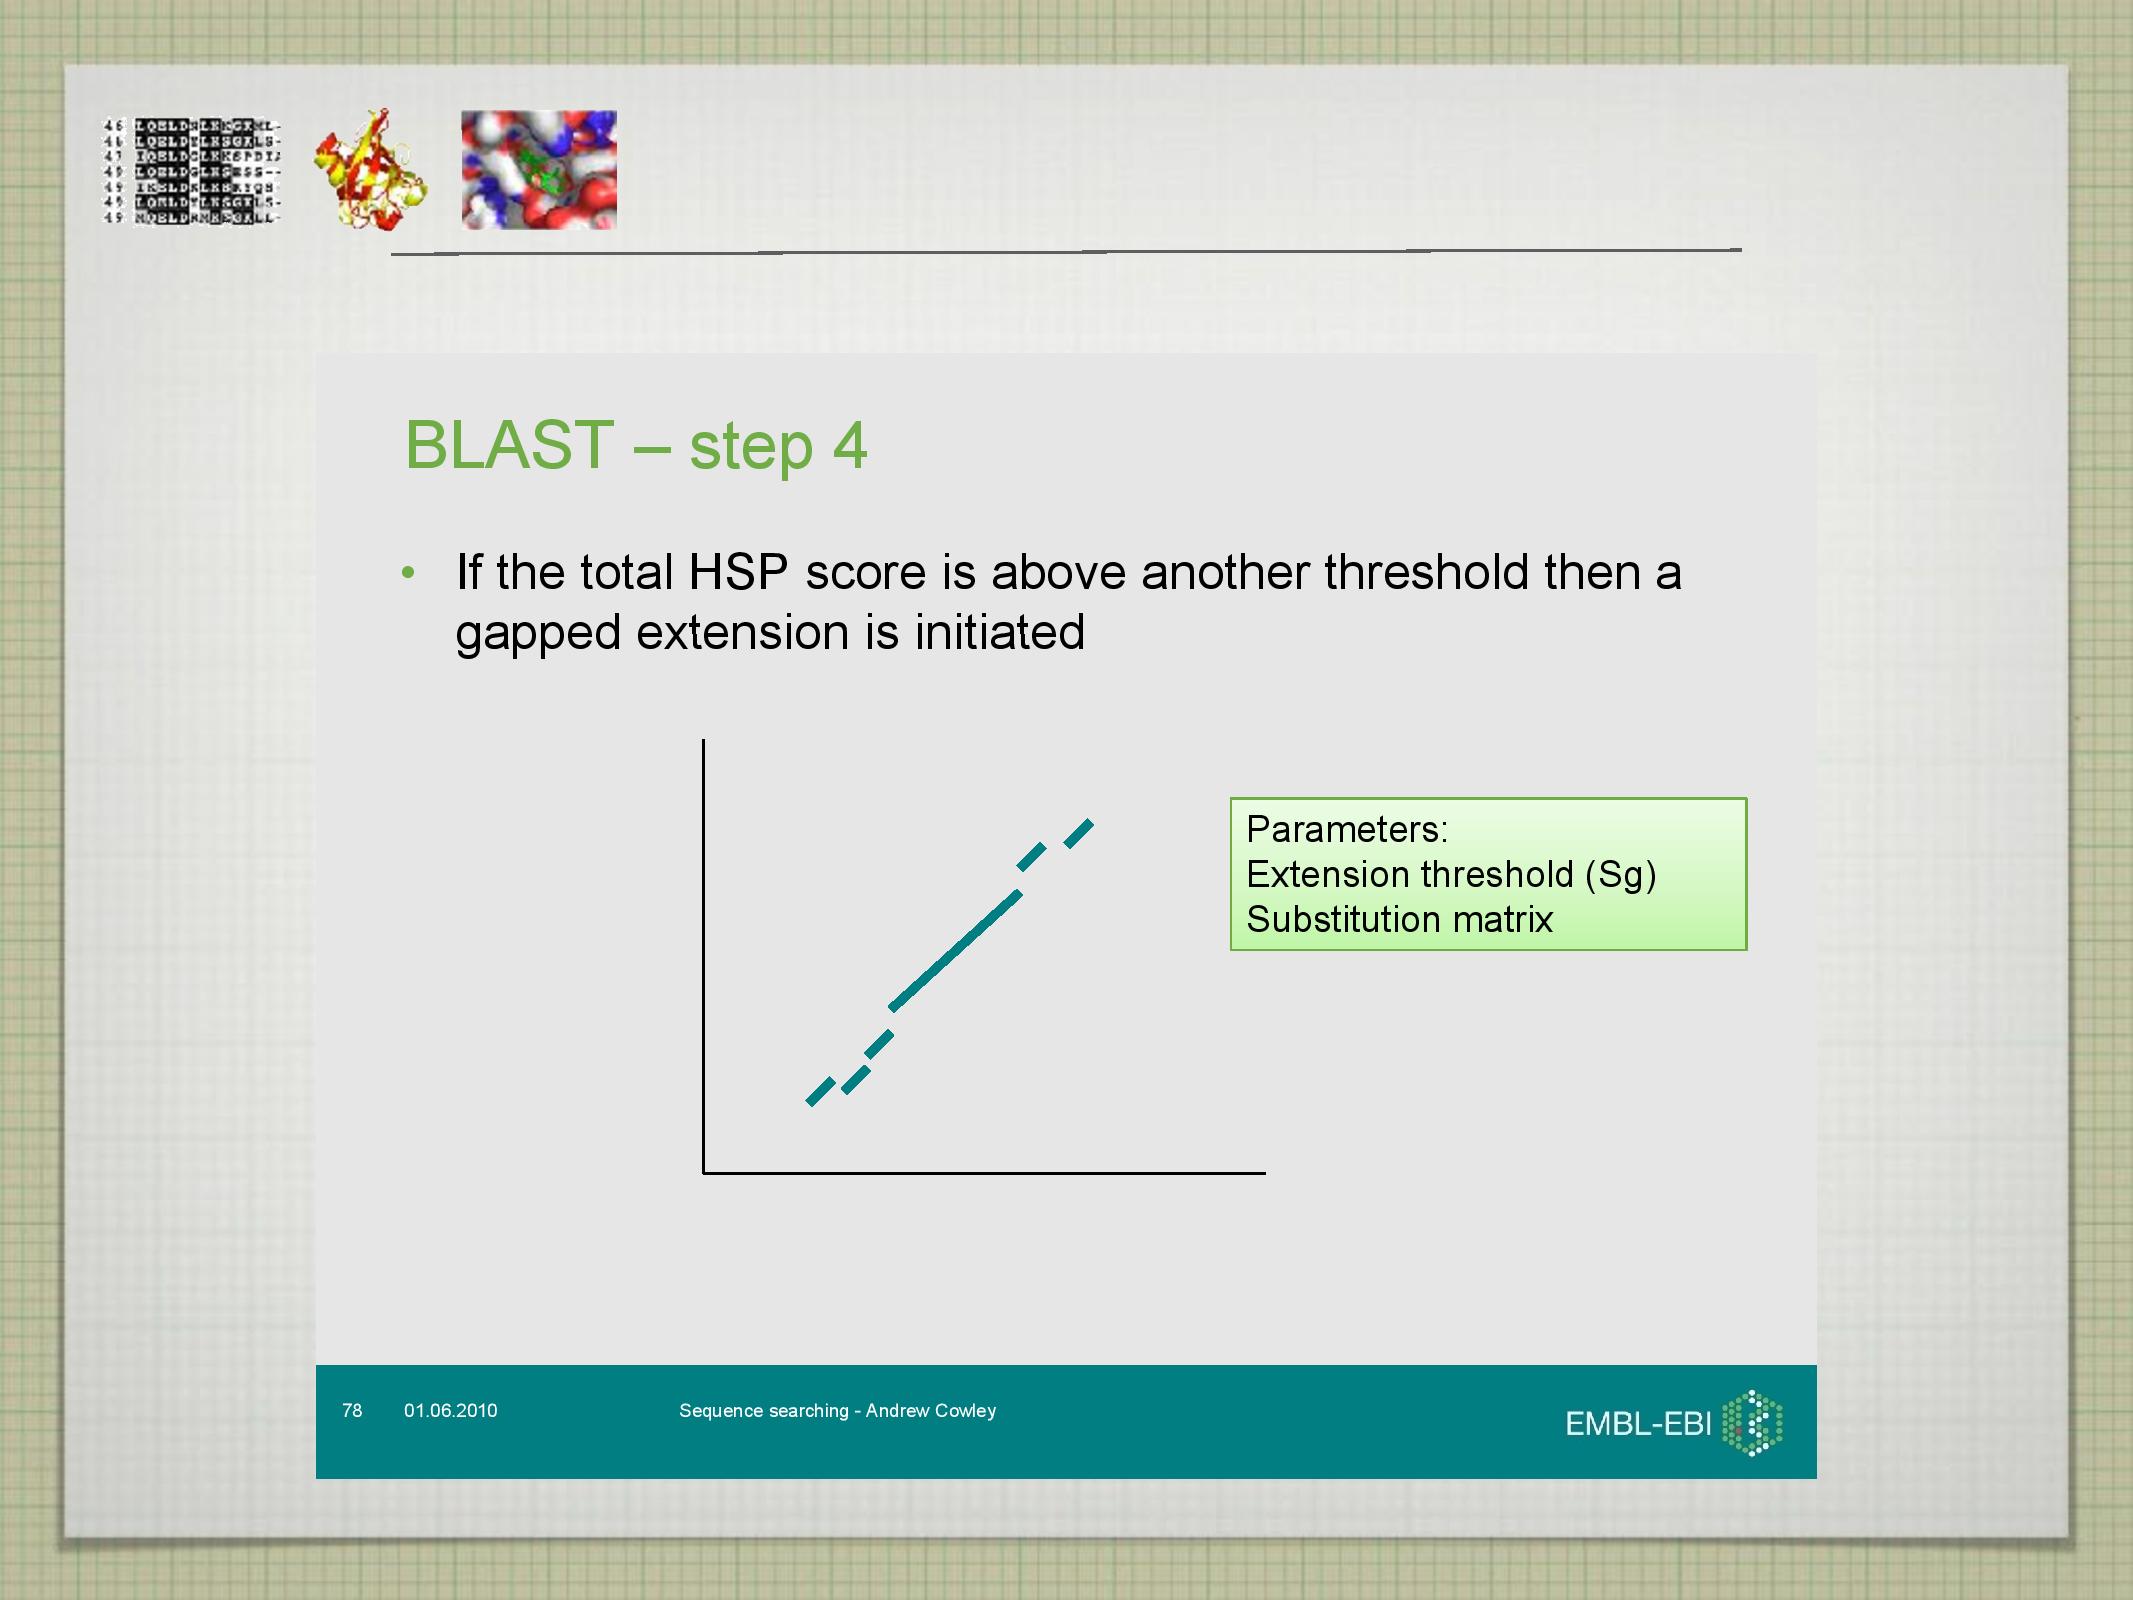 BLAST – step 4
• If the total HSP score is above another threshold then a
gapped extension is initiated
Parameters:
Extension threshold (Sg)
Substitution matrix
78 01.06.2010 Sequence searching - Andrew Cowley
EMBL-EBI